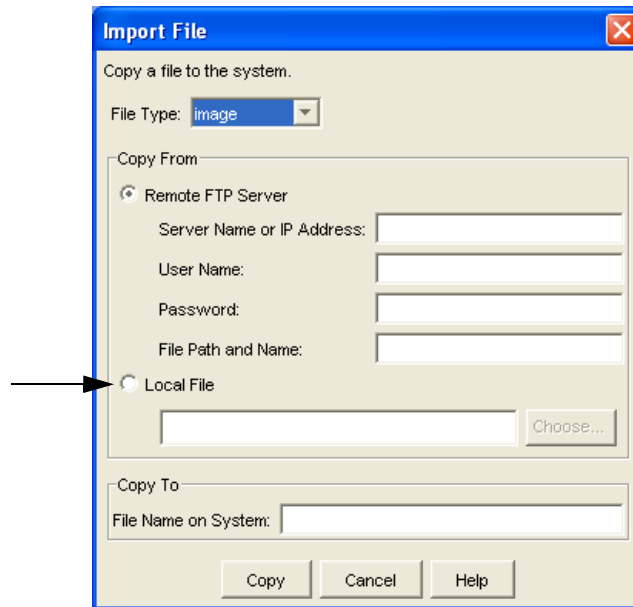 Import File
Copy a file to the system.
File Type: image
Copy From
Remote FTP Server
Server Name or IP Address:
User Name:
Password:
File Path and Name:
Local File
Choose...
Copy To
File Name on System:
Copy Cancel Help